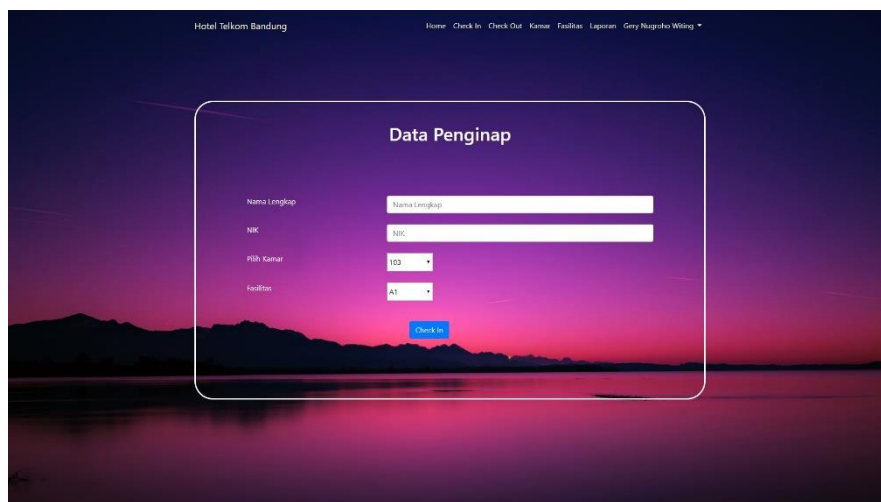 Hotel Telkom Bandung
Home Check In Check Out Kamar Fasilitas Laporan Gery Nugroho Witing
Data Penginap
Nama Lengkap Nama Lengkap
NIK NIK
Pilih Kamar 103
Fasilitas A1
Check In